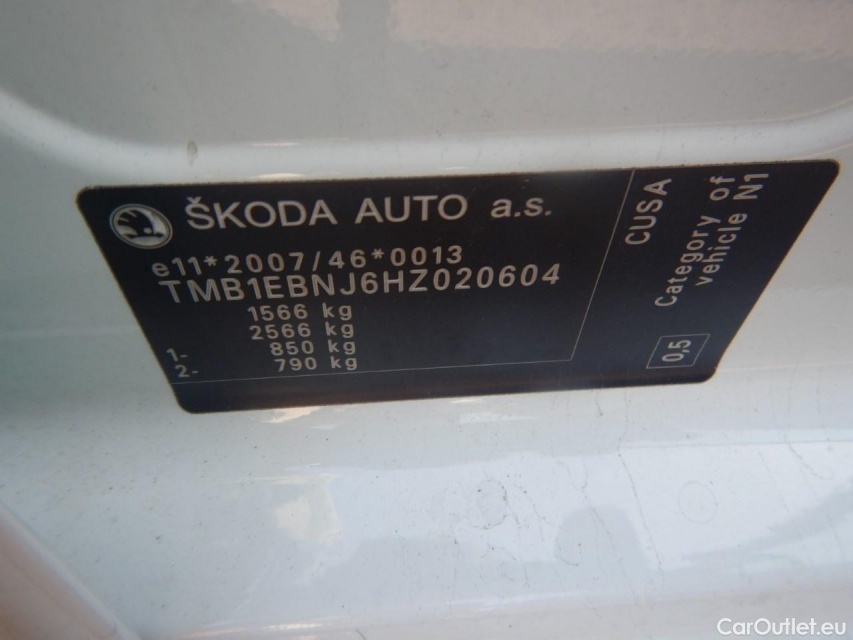 ŠKODA AUTO a.s.
e11*2007/46*0013
TMB1EBNJ6HZ020604
1566 kg
2566 kg
1- 850 kg
2- 790 kg
CUSA
Category of
vehicle N1
0,5
CarOutlet.eu